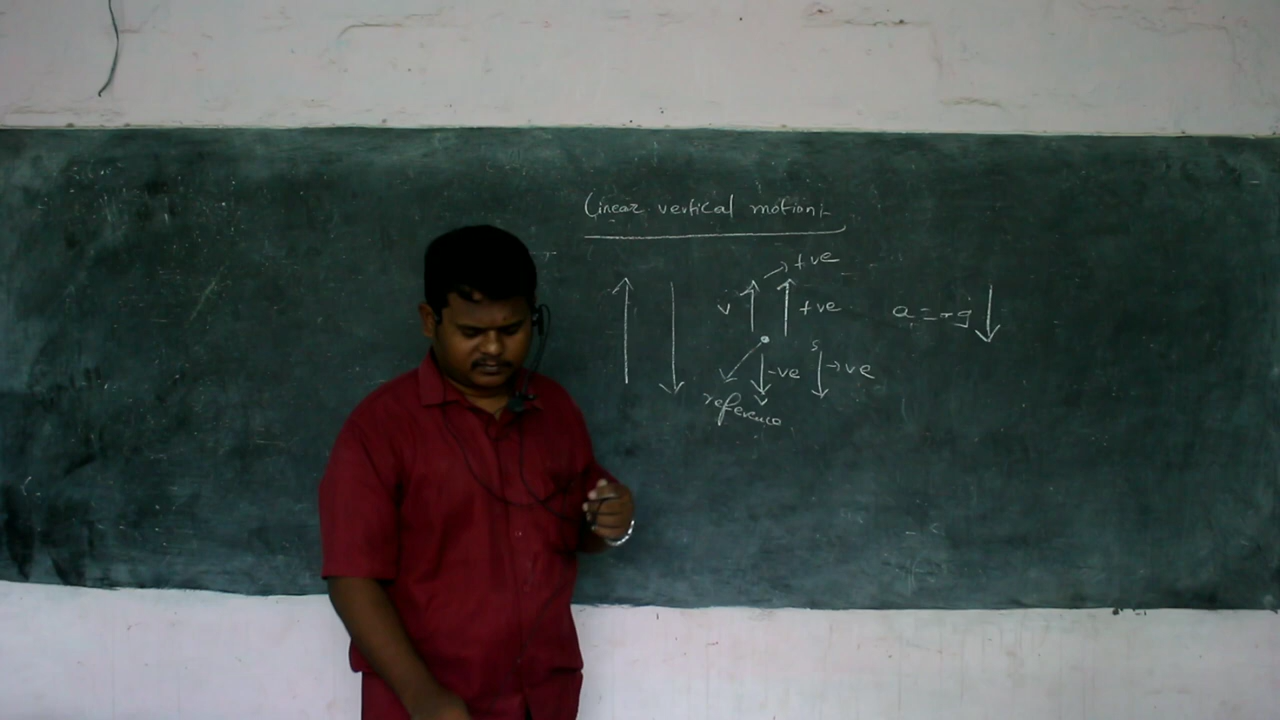 Linear vertical motion:-
+ve
v +ve
a = -g
s
-ve → ve
v
reference